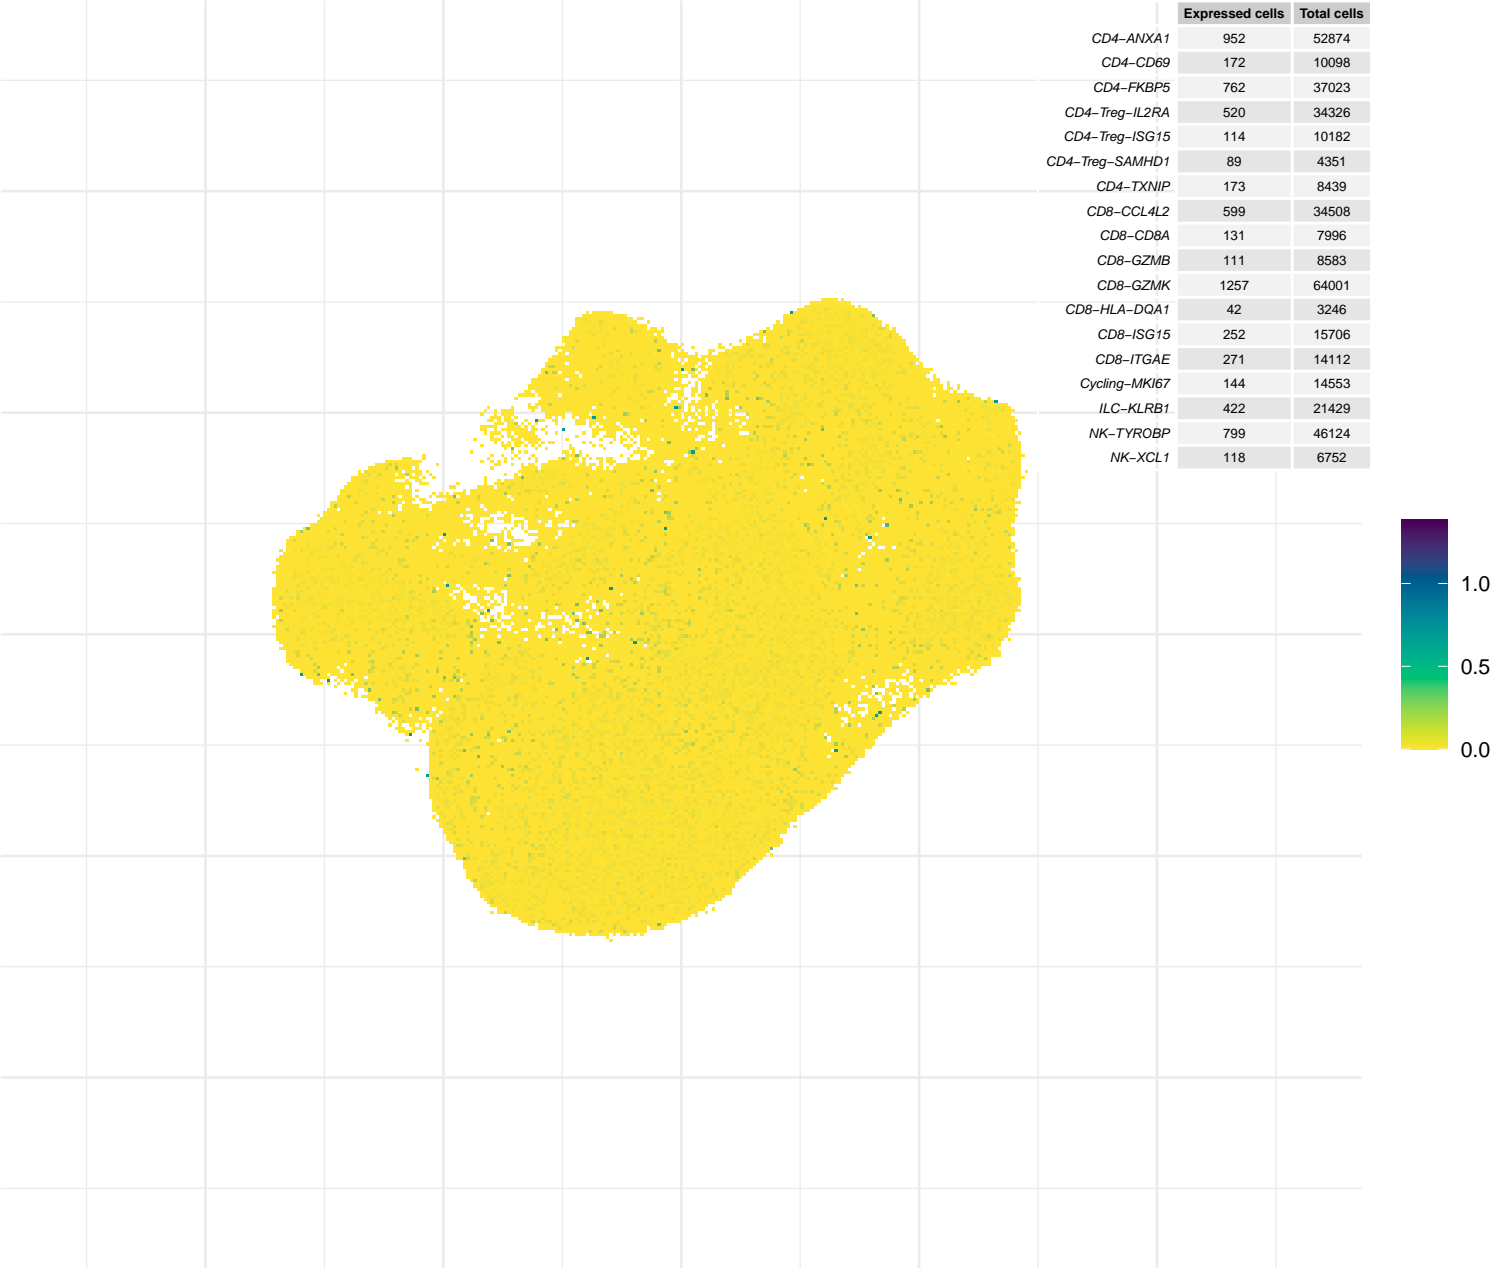 Expressed cells Total cells
CD4−ANXA1 952 52874
CD4−CD69 172 10098
CD4−FKBP5 762 37023
CD4−Treg−IL2RA 520 34326
CD4−Treg−ISG15 114 10182
CD4−Treg−SAMHD1 89 4351
CD4−TXNIP 173 8439
CD8−CCL4L2 599 34508
CD8−CD8A 131 7996
CD8−GZMB 111 8583
CD8−GZMK 1257 64001
CD8−HLA−DQA1 42 3246
CD8−ISG15 252 15706
CD8−ITGAE 271 14112
Cycling−MKI67 144 14553
ILC−KLRB1 422 21429
NK−TYROBP 799 46124
NK−XCL1 118 6752
1.0
0.5
0.0